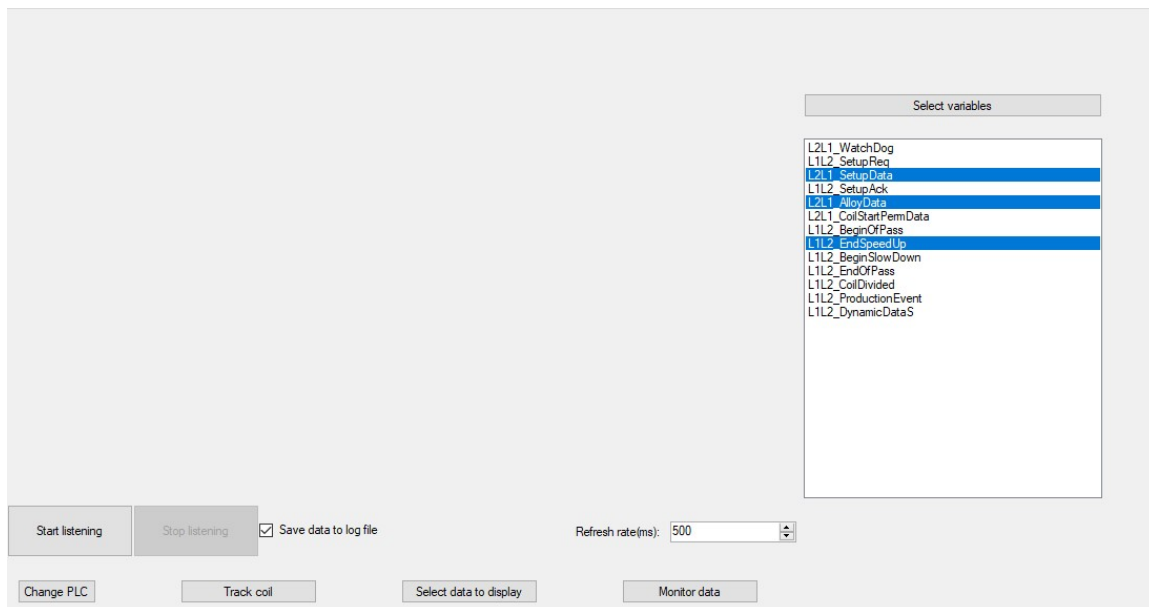 Select variables
L2L1_WatchDog
L1L2_SetupReq
L2L1_SetupData
L1L2_SetupAck
L2L1_AlloyData
L2L1_CoilStartPermData
L1L2_BeginOfPass
L1L2_EndSpeedUp
L1L2_BeginSlowDown
L1L2_EndOfPass
L1L2_CoilDivided
L1L2_ProductionEvent
L1L2_DynamicDataS
Start listening Stop listening Save data to log file Refresh rate(ms): 500
Change PLC Track coil Select data to display Monitor data